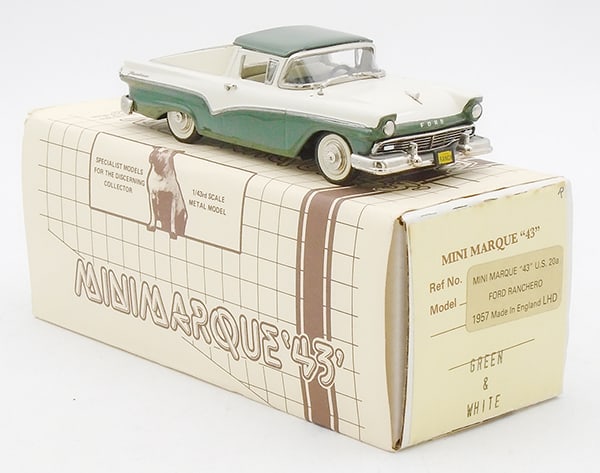 FORD
SPECIALIST MODELS
FOR THE DISCERNING
COLLECTOR
1/43rd SCALE
METAL MODEL
MINIMARQUE '43'
MINI MARQUE "43"
Ref No.
Model
MINI MARQUE "43" U.S. 20a
FORD RANCHERO
1957 Made In England LHD
GREEN
&
WHITE